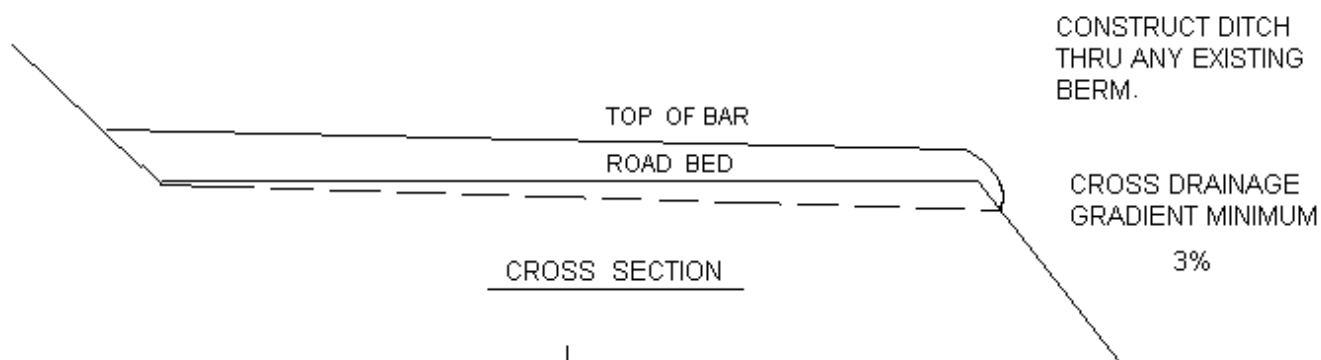 CONSTRUCT DITCH
THRU ANY EXISTING
BERM.
TOP OF BAR
ROAD BED
CROSS DRAINAGE
GRADIENT MINIMUM
3%
CROSS SECTION